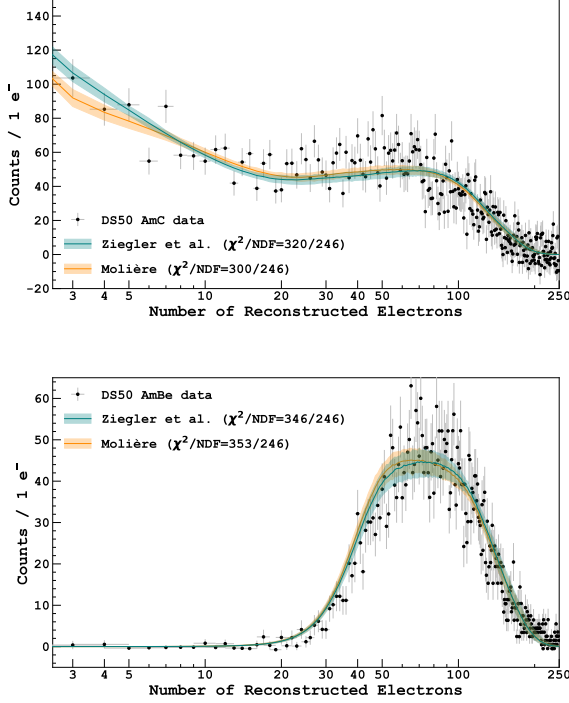 140
120
100
80
60
40
20
0
−20
Counts / 1 e⁻
DS50 AmC data
Ziegler et al. (χ²/NDF=320/246)
Molière (χ²/NDF=300/246)
3 4 5 10 20 30 40 50 100 250
Number of Reconstructed Electrons
60
50
40
30
20
10
0
Counts / 1 e⁻
DS50 AmBe data
Ziegler et al. (χ²/NDF=346/246)
Molière (χ²/NDF=353/246)
3 4 5 10 20 30 40 50 100 250
Number of Reconstructed Electrons